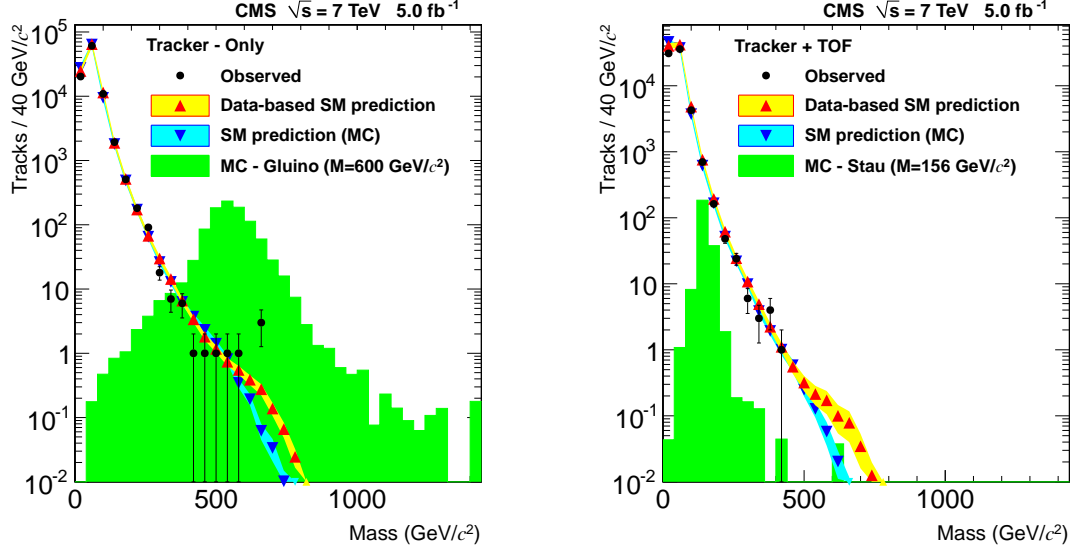 CMS √s = 7 TeV 5.0 fb⁻¹
Tracks / 40 GeV/c²
Tracker - Only
Observed
Data-based SM prediction
SM prediction (MC)
MC - Gluino (M=600 GeV/c²)
10⁵
10⁴
10³
10²
10
1
10⁻¹
10⁻²
0 500 1000
Mass (GeV/c²)
CMS √s = 7 TeV 5.0 fb⁻¹
Tracks / 40 GeV/c²
Tracker + TOF
Observed
Data-based SM prediction
SM prediction (MC)
MC - Stau (M=156 GeV/c²)
10⁴
10³
10²
10
1
10⁻¹
10⁻²
0 500 1000
Mass (GeV/c²)